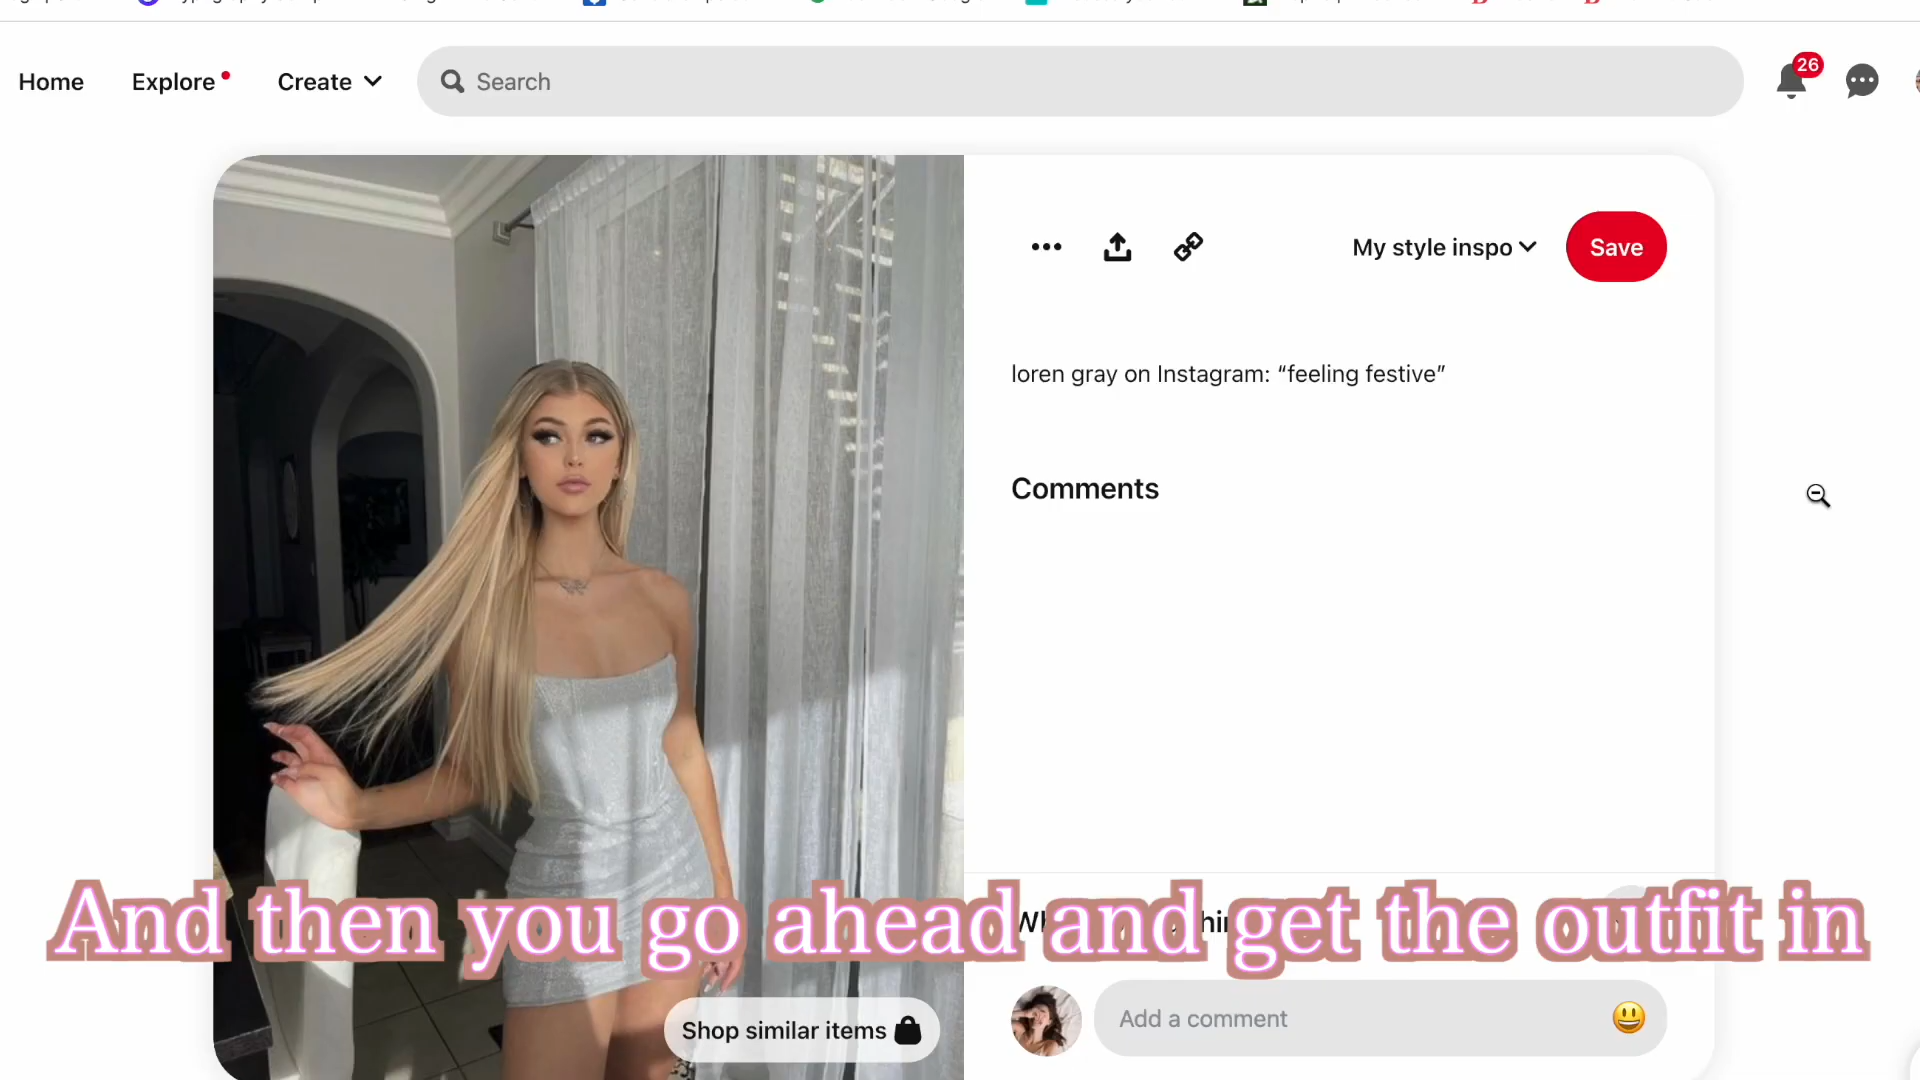 Home
Explore
Create
Search
26
My style inspo
Save
loren gray on Instagram: “feeling festive”
Comments
And then you go ahead and get the outfit in
Add a comment
Shop similar items